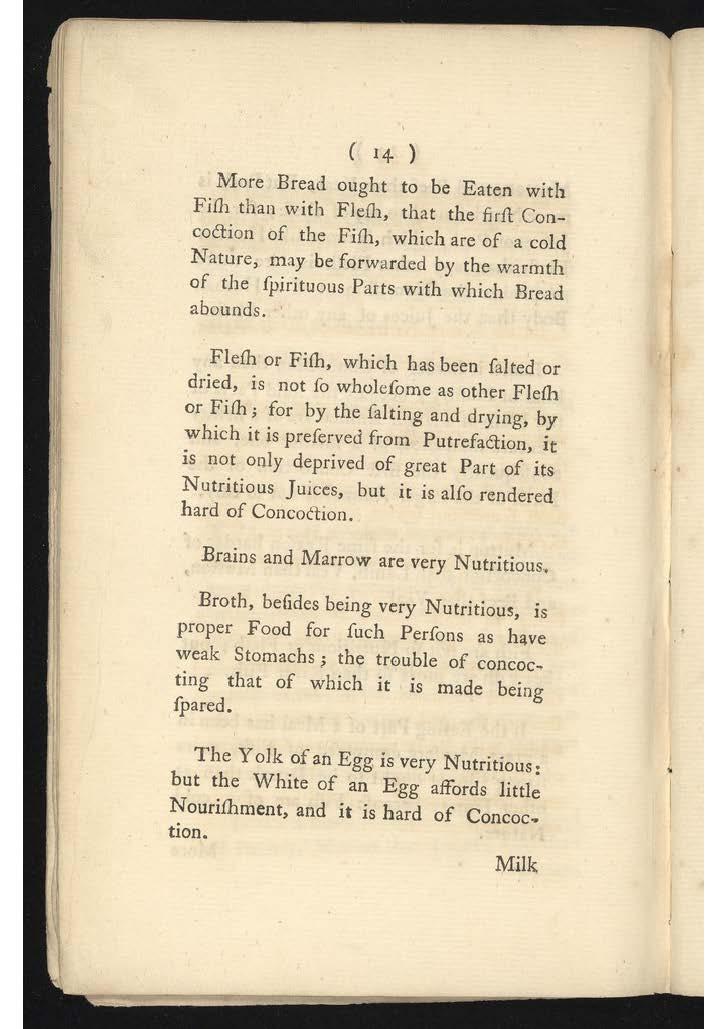 ( 14 )
More Bread ought to be Eaten with
Fiſh than with Fleſh, that the firſt Con-
coction of the Fiſh, which are of a cold
Nature, may be forwarded by the warmth
of the ſpirituous Parts with which Bread
abounds.
Fleſh or Fiſh, which has been ſalted or
dried, is not ſo wholeſome as other Fleſh
or Fiſh; for by the ſalting and drying, by
which it is preſerved from Putrefaction, it
is not only deprived of great Part of its
Nutritious Juices, but it is alſo rendered
hard of Concoction.
Brains and Marrow are very Nutritious.
Broth, beſides being very Nutritious, is
proper Food for ſuch Perſons as have
weak Stomachs; the trouble of concoc-
ting that of which it is made being
ſpared.
The Yolk of an Egg is very Nutritious:
but the White of an Egg affords little
Nouriſhment, and it is hard of Concoc-
tion.
Milk